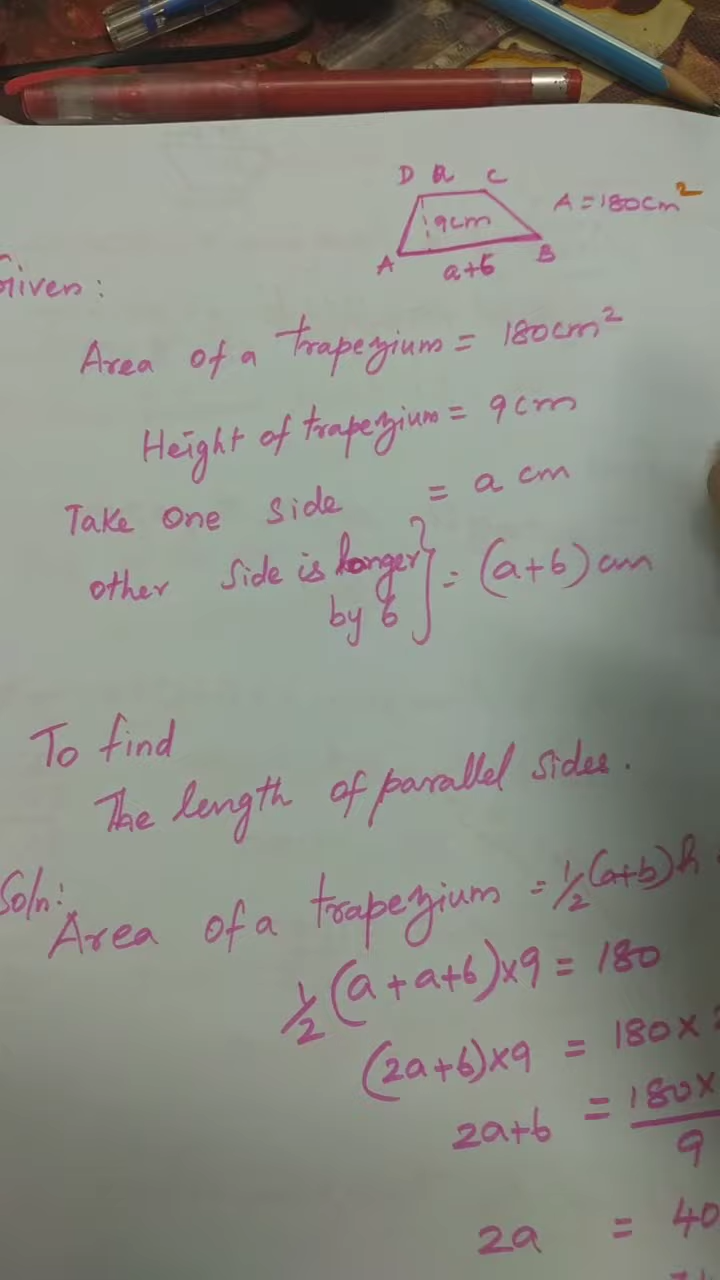 D a C
9cm
A = 180cm²
A B
a+6
Given:
Area of a trapezium = 180cm²
Height of trapezium = 9cm
Take one side = a cm
other side is longer by 6 } = (a+6) cm
To find
The length of parallel sides.
Soln:
Area of a trapezium = 1/2 (a+b) h
1/2 (a+a+6)×9 = 180
(2a+6)×9 = 180×
2a+6 = 180×/9
2a = 40